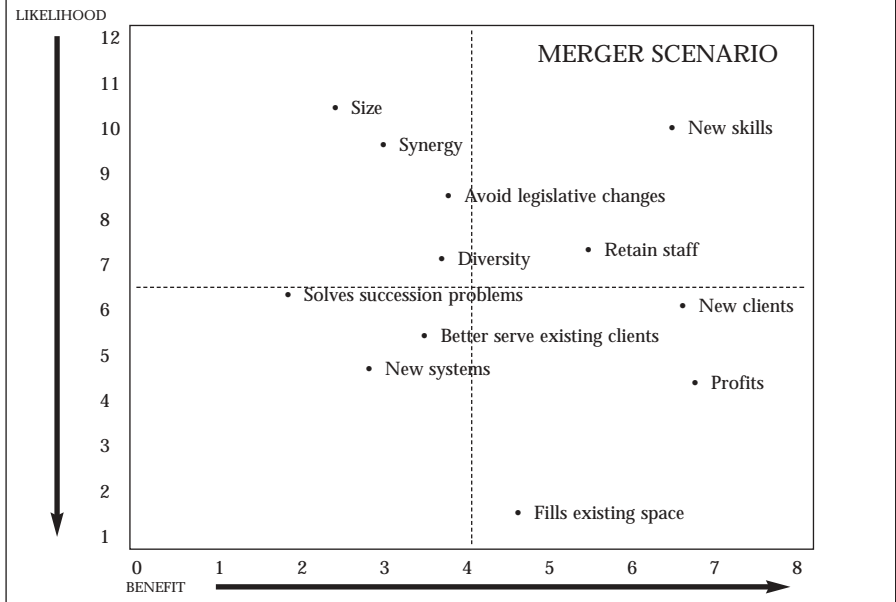 LIKELIHOOD
MERGER SCENARIO
12
11
10
9
8
7
6
5
4
3
2
1
• Size
• New skills
• Synergy
• Avoid legislative changes
• Retain staff
• Diversity
• Solves succession problems
• New clients
• Better serve existing clients
• New systems
• Profits
• Fills existing space
0 1 2 3 4 5 6 7 8
BENEFIT